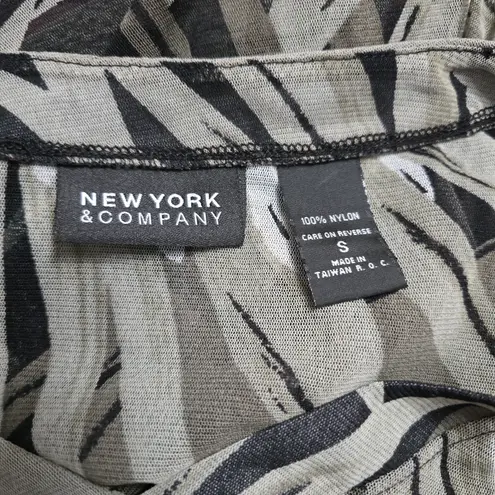 NEW YORK
& COMPANY
100% NYLON
CARE ON REVERSE
S
MADE IN
TAIWAN R. O. C.